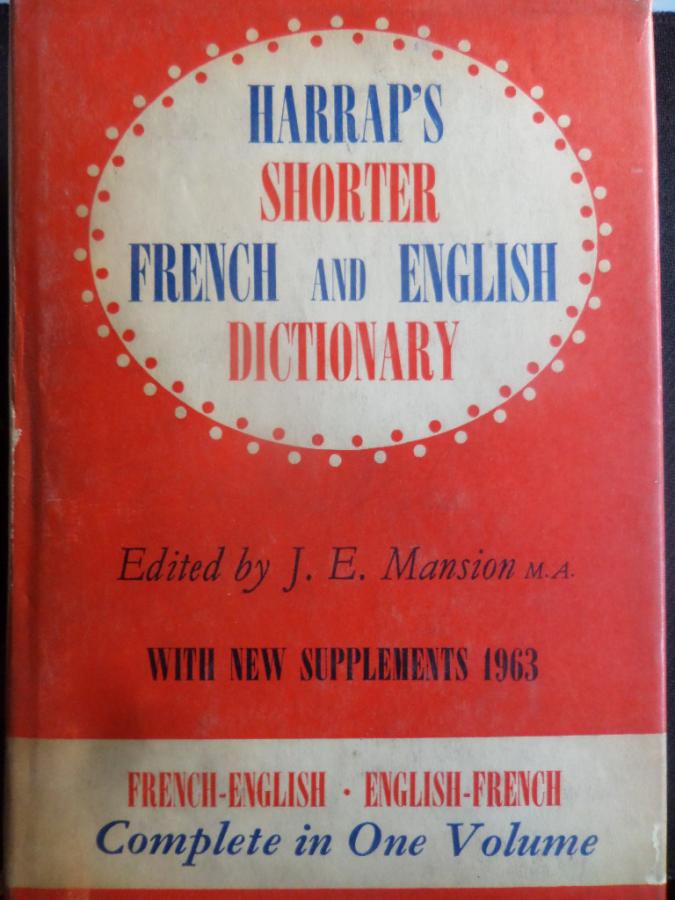 HARRAP'S
SHORTER
FRENCH AND ENGLISH
DICTIONARY
Edited by J. E. Mansion M.A.
WITH NEW SUPPLEMENTS 1963
FRENCH-ENGLISH · ENGLISH-FRENCH
Complete in One Volume